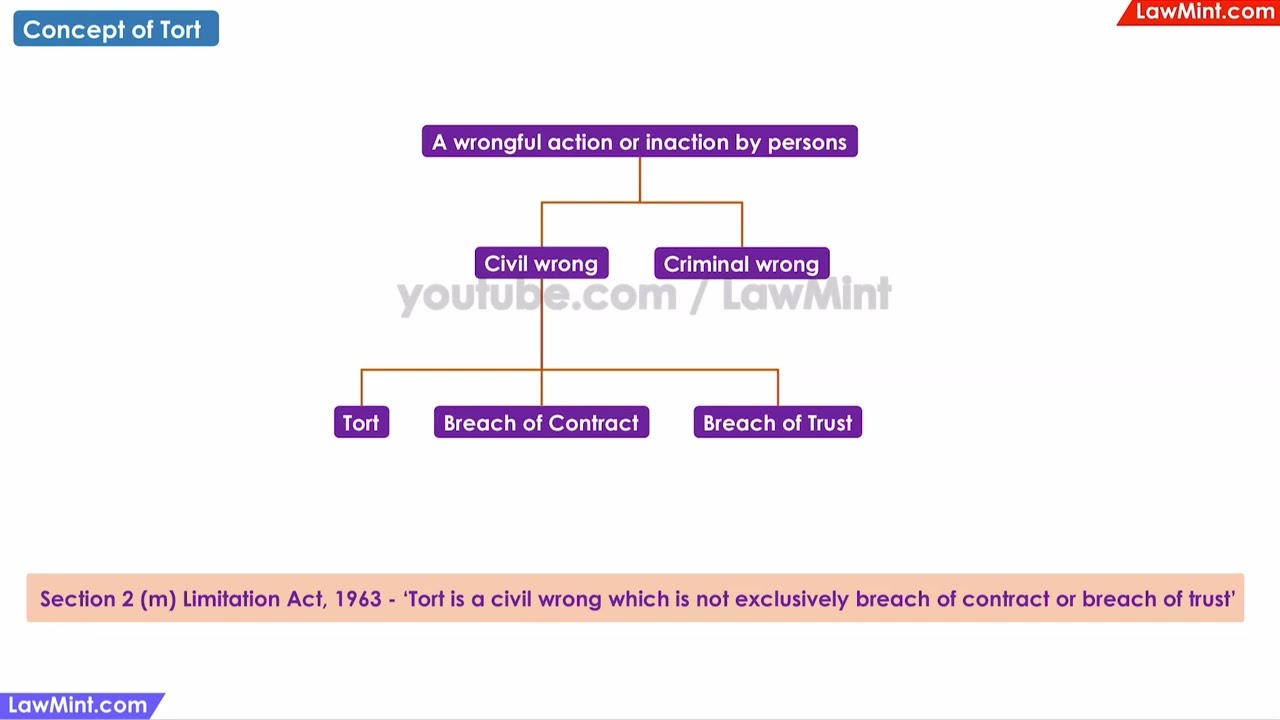 Concept of Tort
LawMint.com
A wrongful action or inaction by persons
Civil wrong
Criminal wrong
youtube.com / LawMint
Tort
Breach of Contract
Breach of Trust
Section 2 (m) Limitation Act, 1963 - ‘Tort is a civil wrong which is not exclusively breach of contract or breach of trust’
LawMint.com